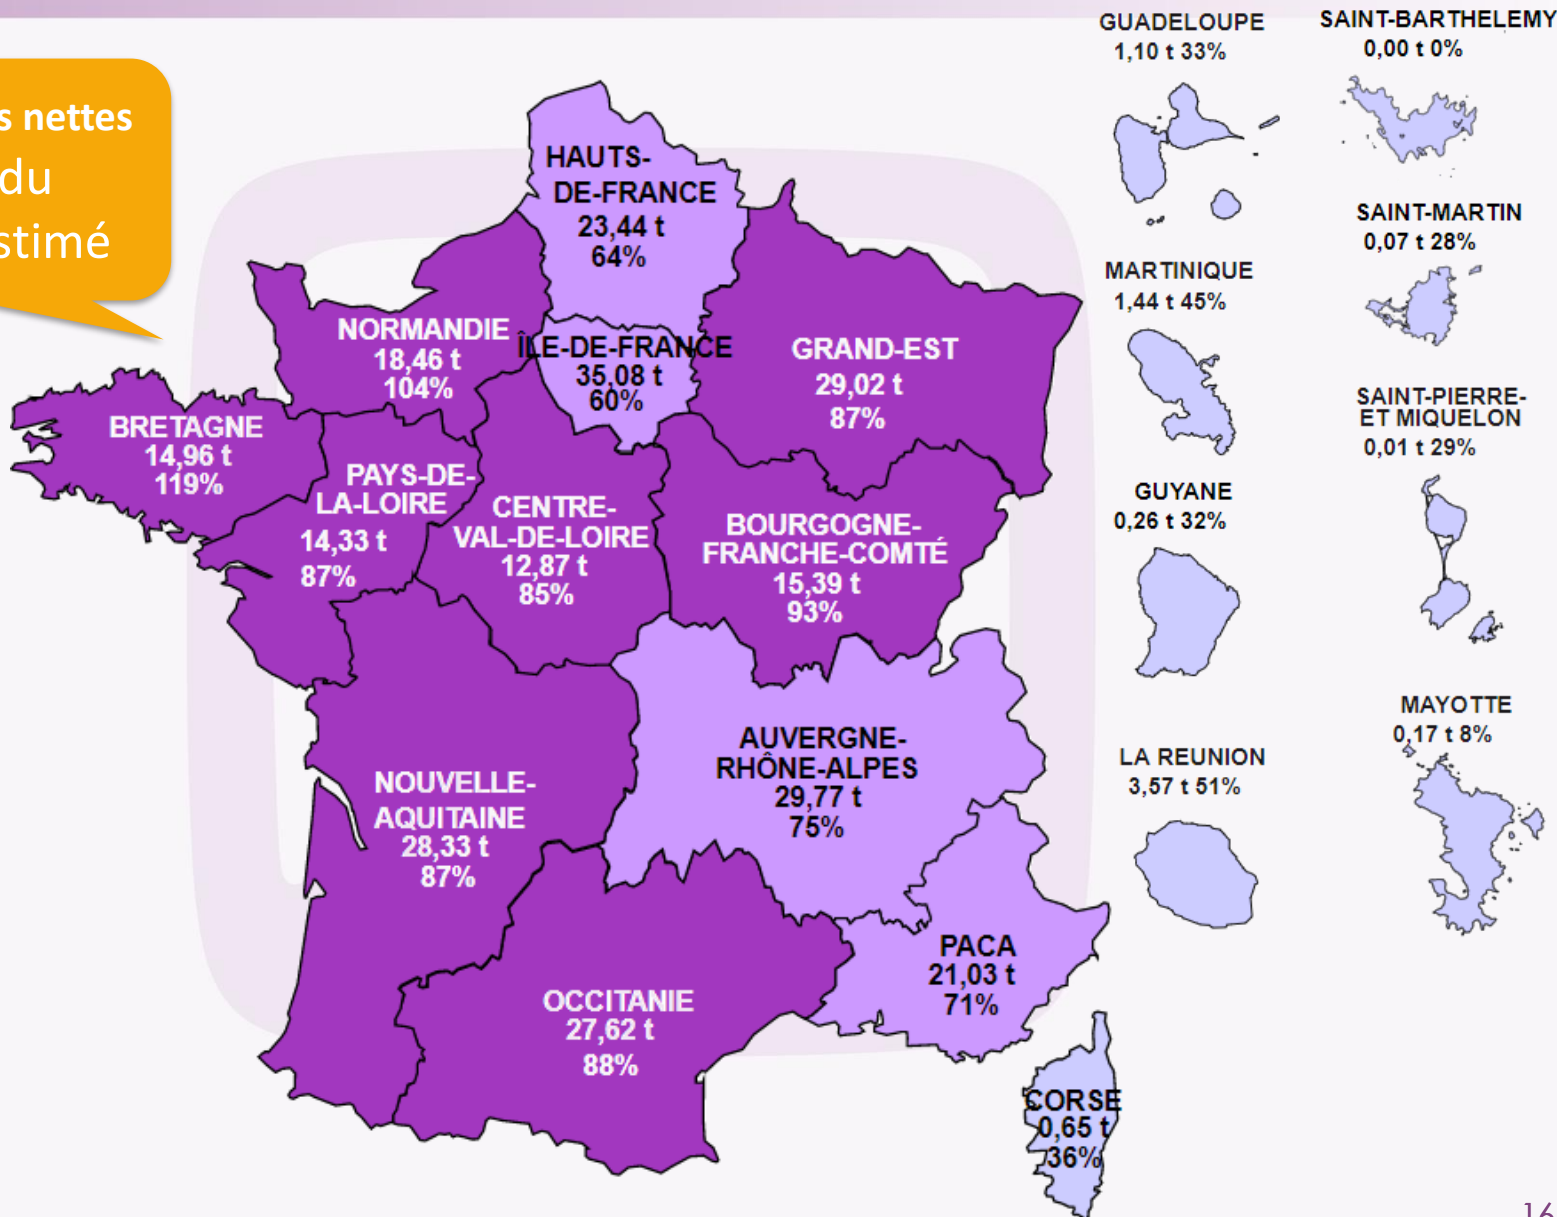 s nettes
du
stimé
HAUTS-
DE-FRANCE
23,44 t
64%
NORMANDIE
18,46 t
104%
ÎLE-DE-FRANCE
35,08 t
60%
GRAND-EST
29,02 t
87%
BRETAGNE
14,96 t
119%
PAYS-DE-
LA-LOIRE
14,33 t
87%
CENTRE-
VAL-DE-LOIRE
12,87 t
85%
BOURGOGNE-
FRANCHE-COMTÉ
15,39 t
93%
NOUVELLE-
AQUITAINE
28,33 t
87%
AUVERGNE-
RHÔNE-ALPES
29,77 t
75%
OCCITANIE
27,62 t
88%
PACA
21,03 t
71%
CORSE
0,65 t
36%
GUADELOUPE
1,10 t 33%
MARTINIQUE
1,44 t 45%
GUYANE
0,26 t 32%
LA REUNION
3,57 t 51%
SAINT-BARTHELEMY
0,00 t 0%
SAINT-MARTIN
0,07 t 28%
SAINT-PIERRE-
ET MIQUELON
0,01 t 29%
MAYOTTE
0,17 t 8%
16